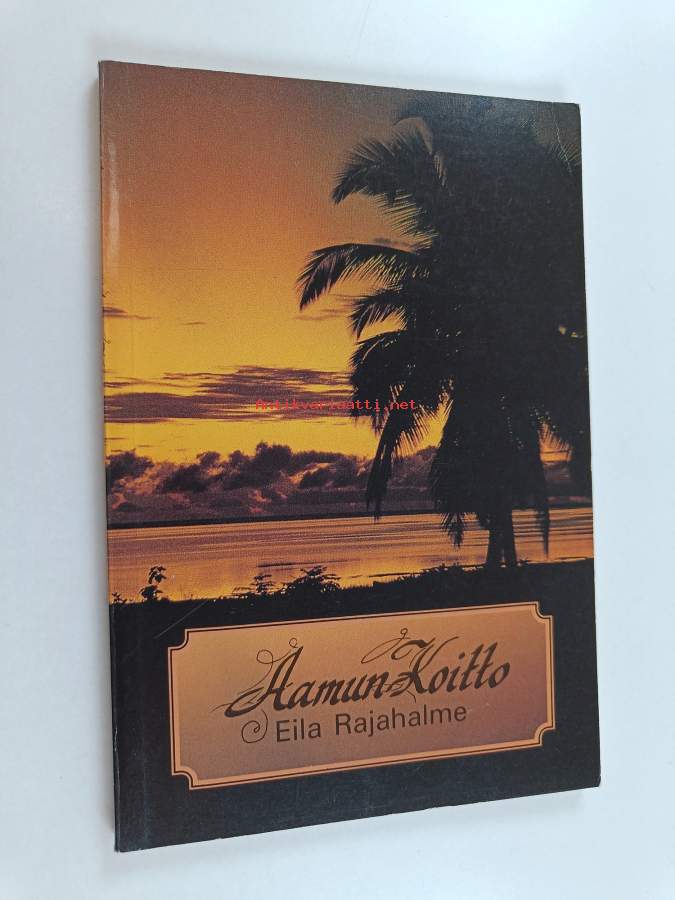 Antikvariaatti.net
Aamun Koitto
Eila Rajahalme